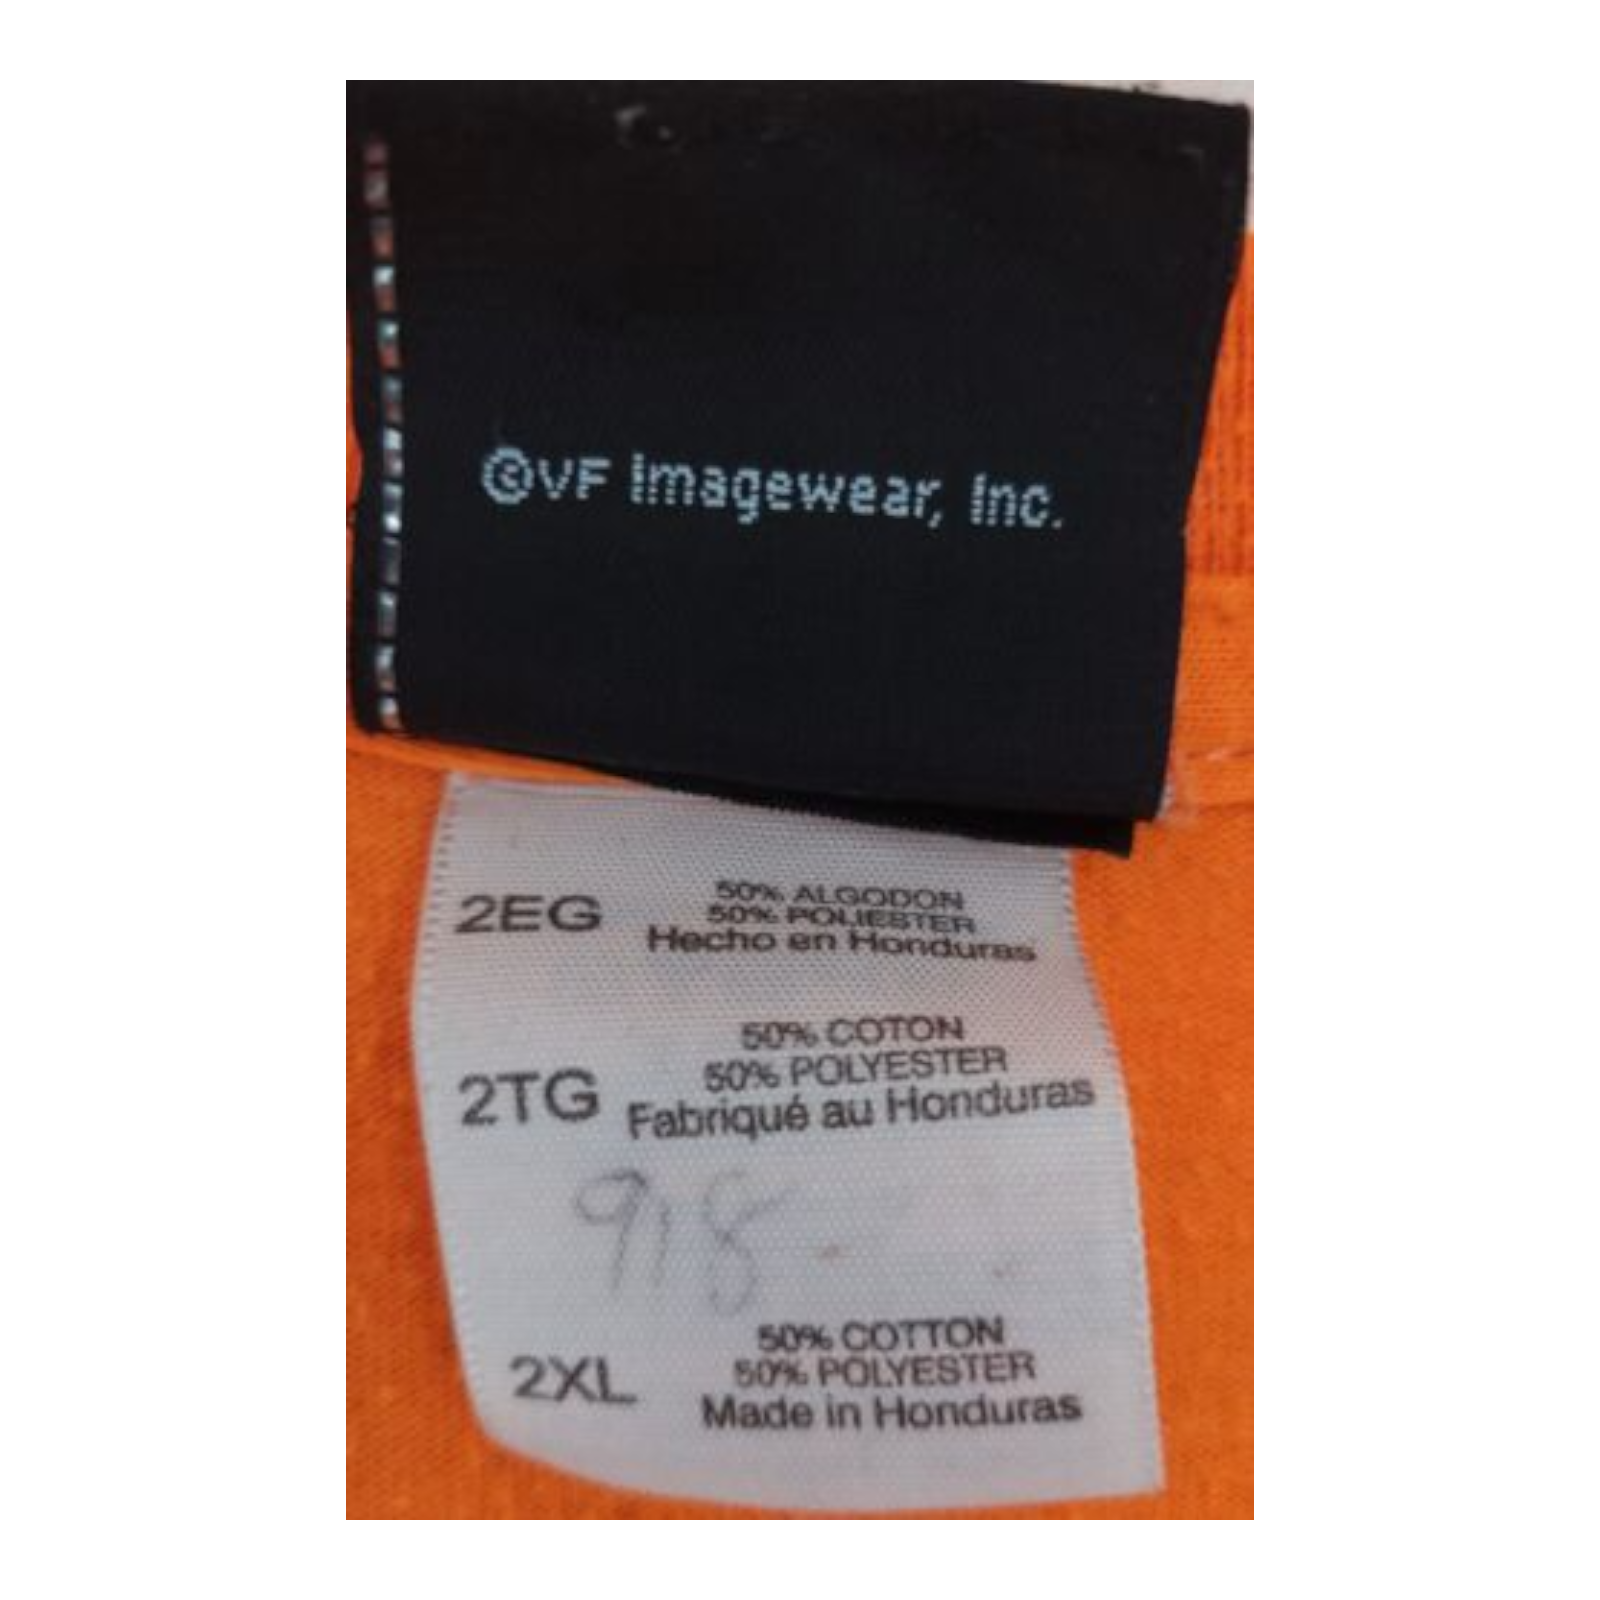 ©VF Imagewear, Inc.
2EG
50% ALGODON
50% POLIESTER
Hecho en Honduras
2TG
50% COTON
50% POLYESTER
Fabriqué au Honduras
918
2XL
50% COTTON
50% POLYESTER
Made in Honduras